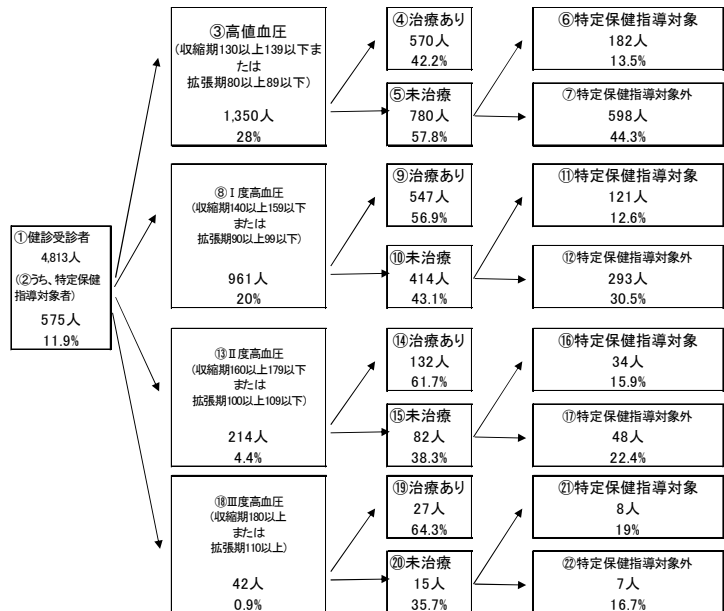 ①健診受診者
4,813人
(②うち、特定保健
指導対象者)
575人
11.9%
③高値血圧
(収縮期130以上139以下ま
たは
拡張期80以上89以下)
1,350人
28%
④治療あり
570人
42.2%
⑤未治療
780人
57.8%
⑥特定保健指導対象
182人
13.5%
⑦特定保健指導対象外
598人
44.3%
⑧Ⅰ度高血圧
(収縮期140以上159以下
または
拡張期90以上99以下)
961人
20%
⑨治療あり
547人
56.9%
⑩未治療
414人
43.1%
⑪特定保健指導対象
121人
12.6%
⑫特定保健指導対象外
293人
30.5%
⑬Ⅱ度高血圧
(収縮期160以上179以下
または
拡張期100以上109以下)
214人
4.4%
⑭治療あり
132人
61.7%
⑮未治療
82人
38.3%
⑯特定保健指導対象
34人
15.9%
⑰特定保健指導対象外
48人
22.4%
⑱Ⅲ度高血圧
(収縮期180以上
または
拡張期110以上)
42人
0.9%
⑲治療あり
27人
64.3%
⑳未治療
15人
35.7%
㉑特定保健指導対象
8人
19%
㉒特定保健指導対象外
7人
16.7%